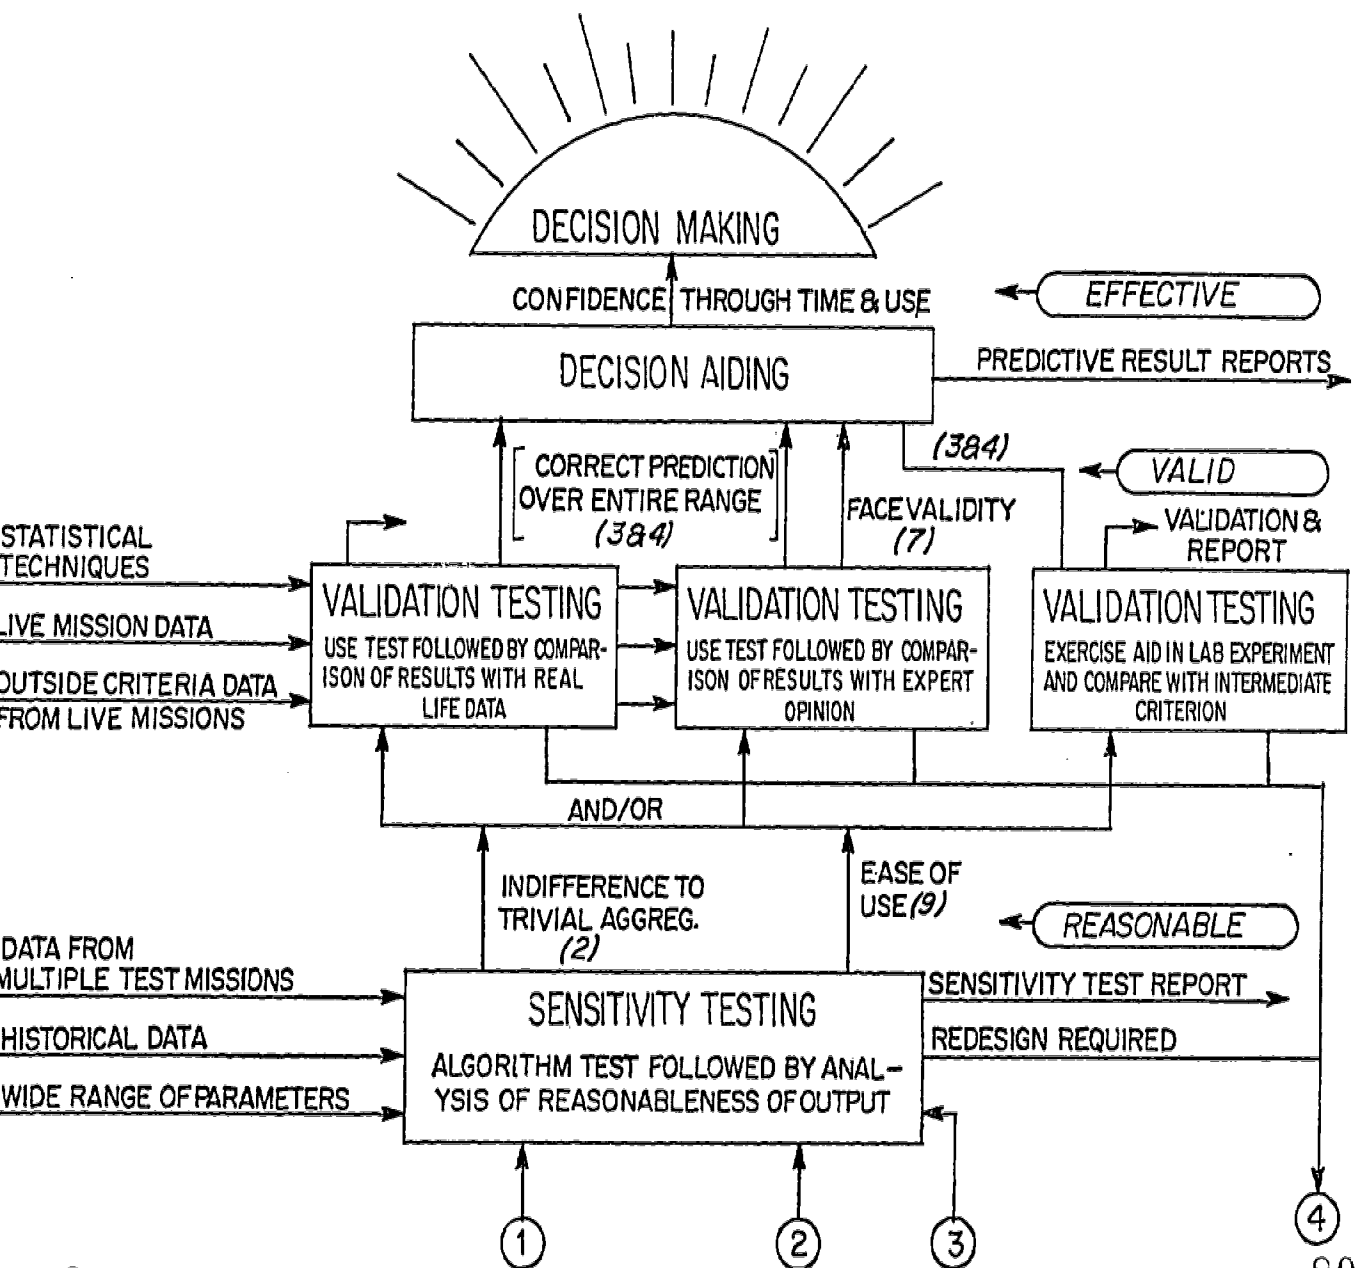 DECISION MAKING
CONFIDENCE THROUGH TIME & USE
EFFECTIVE
DECISION AIDING
PREDICTIVE RESULT REPORTS
CORRECT PREDICTION
OVER ENTIRE RANGE
(3&4)
FACE VALIDITY
(7)
(3&4)
VALID
VALIDATION &
REPORT
STATISTICAL
TECHNIQUES
LIVE MISSION DATA
OUTSIDE CRITERIA DATA
FROM LIVE MISSIONS
VALIDATION TESTING
USE TEST FOLLOWED BY COMPAR-
ISON OF RESULTS WITH REAL
LIFE DATA
VALIDATION TESTING
USE TEST FOLLOWED BY COMPAR-
ISON OF RESULTS WITH EXPERT
OPINION
VALIDATION TESTING
EXERCISE AID IN LAB EXPERIMENT
AND COMPARE WITH INTERMEDIATE
CRITERION
AND/OR
INDIFFERENCE TO
TRIVIAL AGGREG.
(2)
EASE OF
USE (9)
REASONABLE
DATA FROM
MULTIPLE TEST MISSIONS
HISTORICAL DATA
WIDE RANGE OF PARAMETERS
SENSITIVITY TESTING
ALGORITHM TEST FOLLOWED BY ANAL-
YSIS OF REASONABLENESS OF OUTPUT
SENSITIVITY TEST REPORT
REDESIGN REQUIRED
1
2
3
4